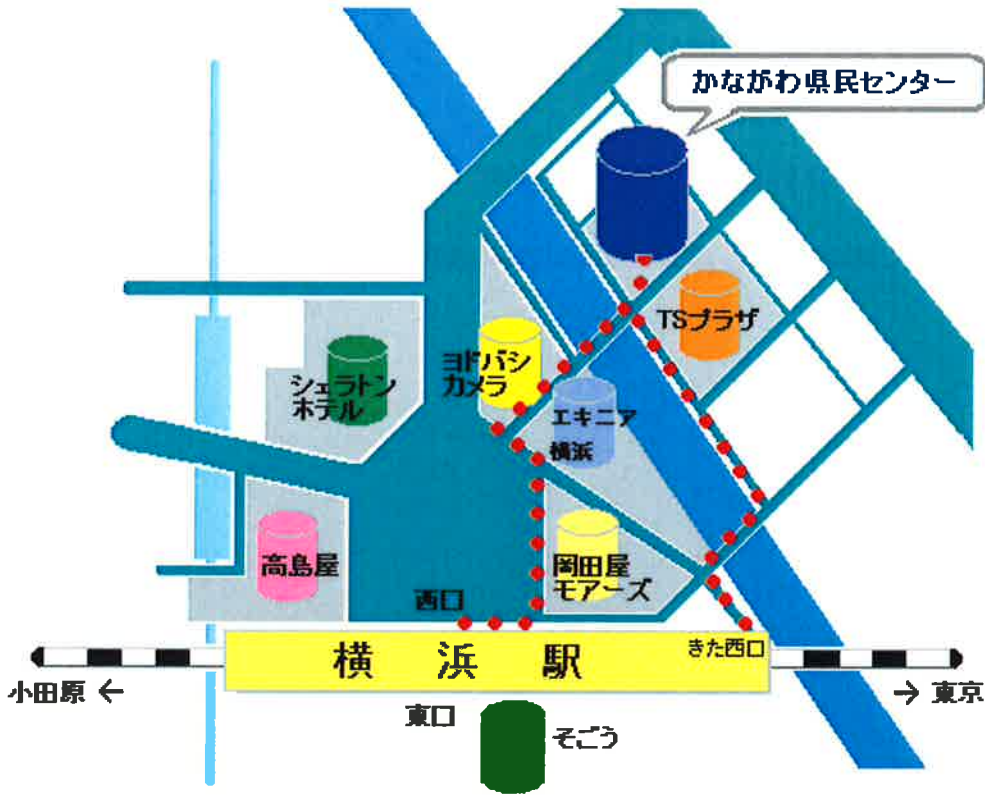 かながわ県民センター
TSプラザ
ヨドバシ
カメラ
シェラトン
ホテル
エキニア
横浜
高島屋
岡田屋
モアーズ
西口
きた西口
横浜駅
小田原 ←
→ 東京
東口
そごう